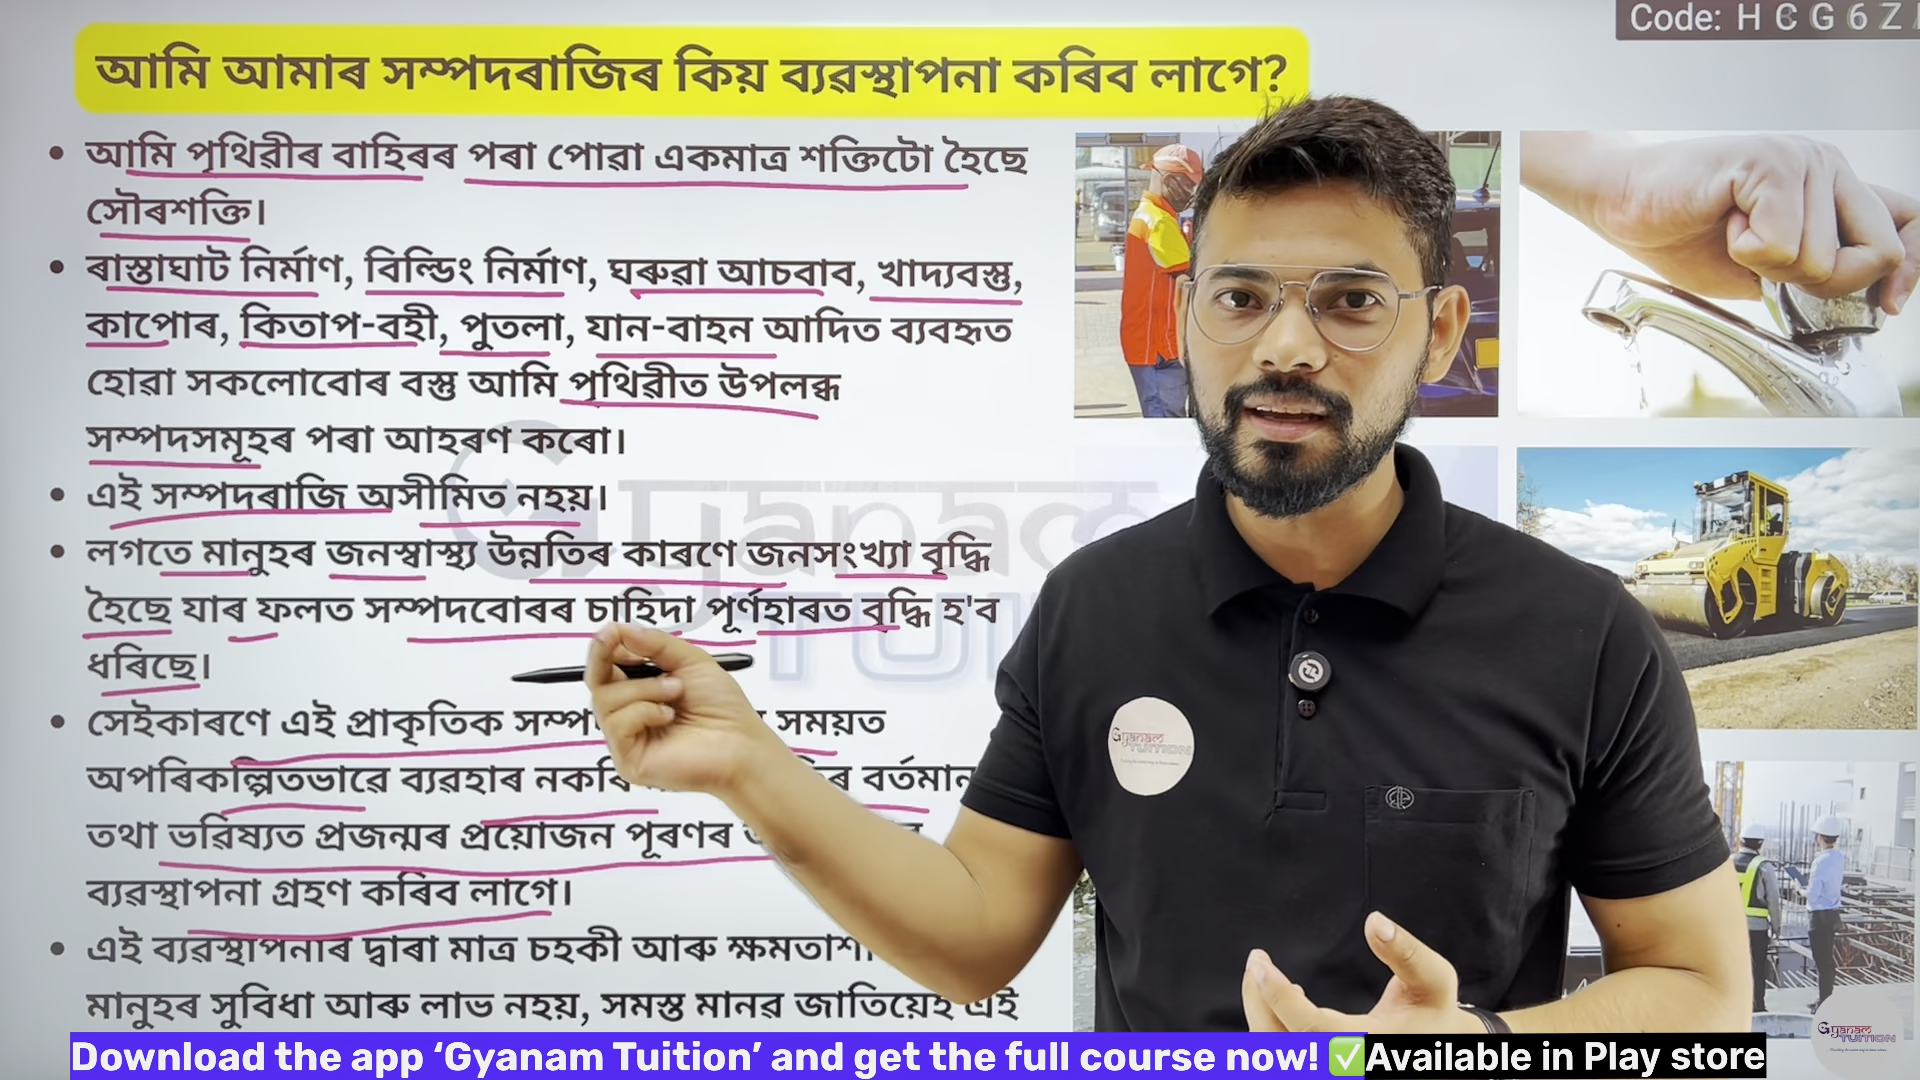 Code: H C G 6 Z
আমি আমাৰ সম্পদৰাজিৰ কিয় ব্যৱস্থাপনা কৰিব লাগে?
• আমি পৃথিৱীৰ বাহিৰৰ পৰা পোৱা একমাত্ৰ শক্তিটো হৈছে
সৌৰশক্তি।
• ৰাস্তাঘাট নিৰ্মাণ, বিল্ডিং নিৰ্মাণ, ঘৰুৱা আচবাব, খাদ্যবস্তু,
কাপোৰ, কিতাপ-বহী, পুতলা, যান-বাহন আদিত ব্যবহৃত
হোৱা সকলোবোৰ বস্তু আমি পৃথিৱীত উপলব্ধ
সম্পদসমূহৰ পৰা আহৰণ কৰো।
• এই সম্পদৰাজি অসীমিত নহয়।
• লগতে মানুহৰ জনস্বাস্থ্য উন্নতিৰ কাৰণে জনসংখ্যা বৃদ্ধি
হৈছে যাৰ ফলত সম্পদবোৰৰ চাহিদা পূৰ্ণহাৰত বৃদ্ধি হ'ব
ধৰিছে।
• সেইকাৰণে এই প্ৰাকৃতিক সময়ত
অপৰিকল্পিতভাৱে ব্যৱহাৰ বৰ্তমান
তথা ভৱিষ্যত প্ৰজন্মৰ প্ৰয়োজন পূৰণৰ
ব্যৱস্থাপনা গ্ৰহণ কৰিব লাগে।
• এই ব্যৱস্থাপনাৰ দ্বাৰা মাত্ৰ চহকী আৰু
মানুহৰ সুবিধা আৰু লাভ নহয়, সমস্ত মানৱ জাতিয়েহে এই
Gyanam
TUITION
Gyanam
TUITION
Download the app ‘Gyanam Tuition’ and get the full course now! ✅Available in Play store